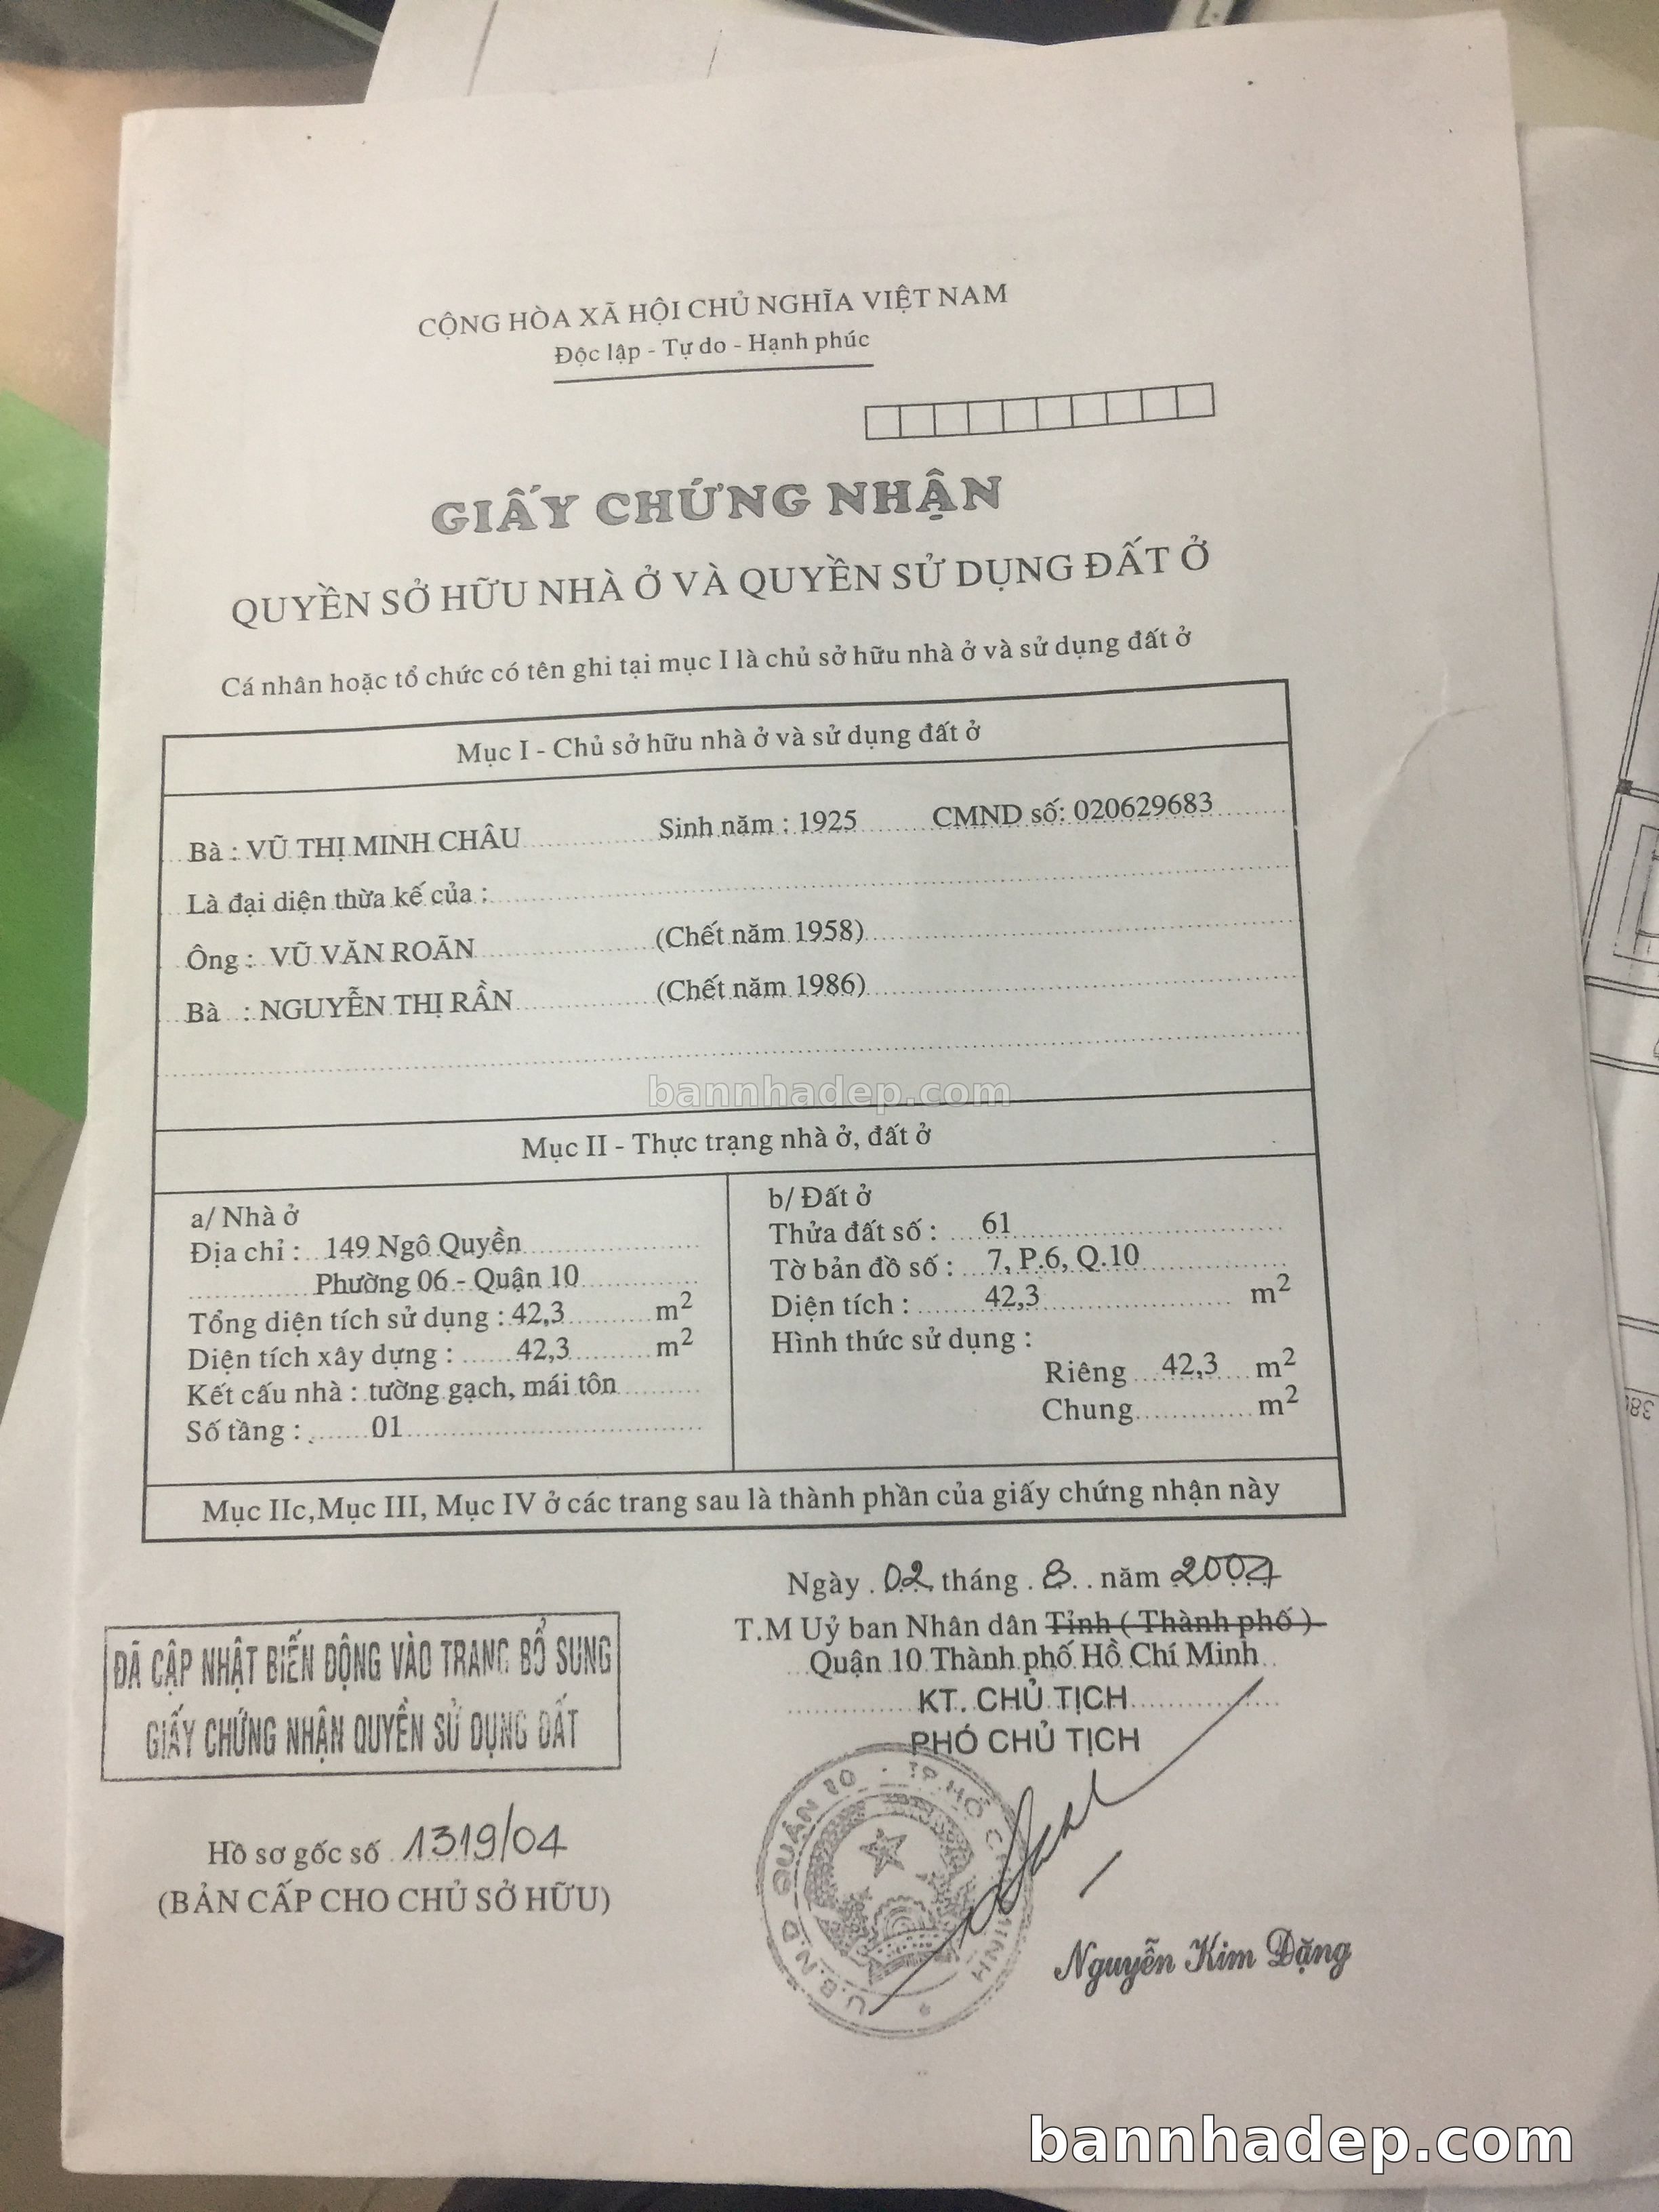 CỘNG HÒA XÃ HỘI CHỦ NGHĨA VIỆT NAM
Độc lập - Tự do - Hạnh phúc
GIẤY CHỨNG NHẬN
QUYỀN SỞ HỮU NHÀ Ở VÀ QUYỀN SỬ DỤNG ĐẤT Ở
Cá nhân hoặc tổ chức có tên ghi tại mục I là chủ sở hữu nhà ở và sử dụng đất ở
Mục I - Chủ sở hữu nhà ở và sử dụng đất ở
Bà : VŨ THỊ MINH CHÂU Sinh năm : 1925 CMND số: 020629683
Là đại diện thừa kế của :
Ông : VŨ VĂN ROÃN (Chết năm 1958)
Bà : NGUYỄN THỊ RẦN (Chết năm 1986)
bannhadep.com
Mục II - Thực trạng nhà ở, đất ở
a/ Nhà ở
Địa chỉ : 149 Ngô Quyền
Phường 06 - Quận 10
Tổng diện tích sử dụng : 42,3 m²
Diện tích xây dựng : 42,3 m²
Kết cấu nhà : tường gạch, mái tôn
Số tầng : 01
b/ Đất ở
Thửa đất số : 61
Tờ bản đồ số : 7, P.6, Q.10
Diện tích : 42,3 m²
Hình thức sử dụng :
Riêng 42,3 m²
Chung m²
Mục IIc,Mục III, Mục IV ở các trang sau là thành phần của giấy chứng nhận này
Ngày 02 tháng 8 năm 2004
T.M Uỷ ban Nhân dân Tỉnh ( Thành phố )
Quận 10 Thành phố Hồ Chí Minh
KT. CHỦ TỊCH
PHÓ CHỦ TỊCH
U.B.N.D QUẬN 10 - TP.HỒ CHÍ MINH
Nguyễn Kim Đặng
ĐÃ CẬP NHẬT BIẾN ĐỘNG VÀO TRANG BỔ SUNG
GIẤY CHỨNG NHẬN QUYỀN SỬ DỤNG ĐẤT
Hồ sơ gốc số 1319/04
(BẢN CẤP CHO CHỦ SỞ HỮU)
bannhadep.com